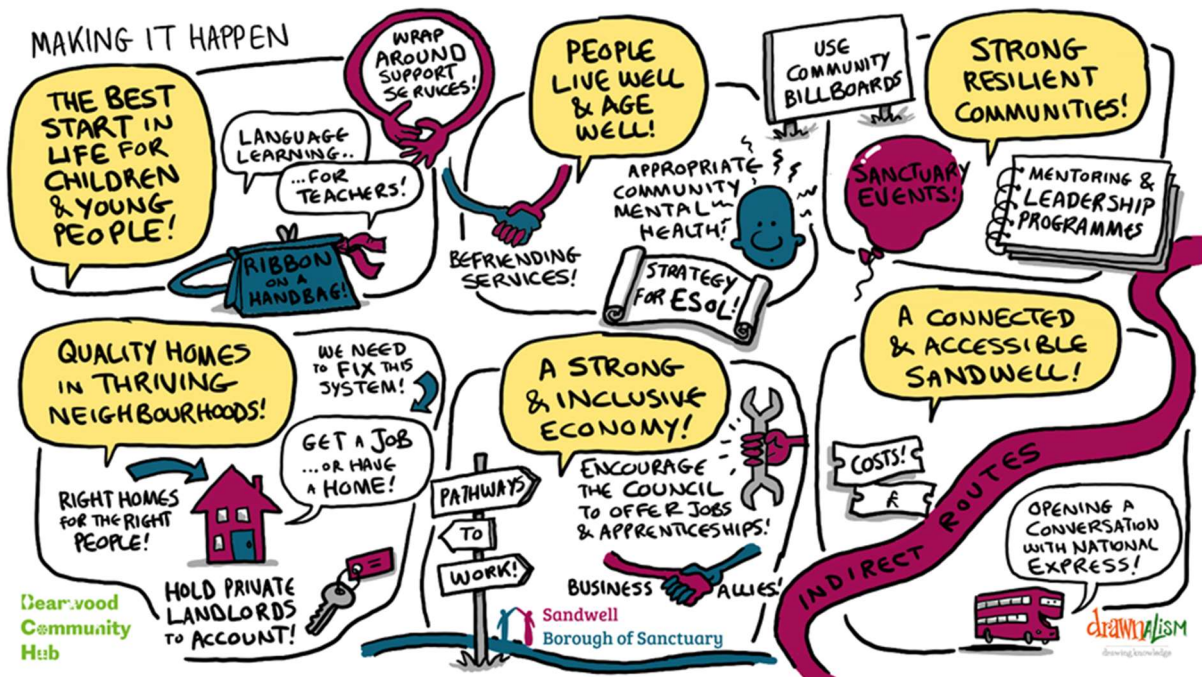 MAKING IT HAPPEN
THE BEST
START IN
LIFE FOR
CHILDREN
& YOUNG
PEOPLE!
LANGUAGE
LEARNING..
...FOR
TEACHERS!
WRAP
AROUND
SUPPORT
SERVICES!
RIBBON
ON A
HANDBAG!
PEOPLE
LIVE WELL
& AGE
WELL!
BEFRIENDING
SERVICES!
APPROPRIATE
COMMUNITY
MENTAL
HEALTH!
STRATEGY
FOR ESOL!
USE
COMMUNITY
BILLBOARDS
STRONG
RESILIENT
COMMUNITIES!
SANCTUARY
EVENTS!
MENTORING &
LEADERSHIP
PROGRAMMES
QUALITY HOMES
IN THRIVING
NEIGHBOURHOODS!
WE NEED
TO FIX THIS
SYSTEM!
GET A JOB
...OR HAVE
A HOME!
RIGHT HOMES
FOR THE RIGHT
PEOPLE!
HOLD PRIVATE
LANDLORDS
TO ACCOUNT!
A STRONG
& INCLUSIVE
ECONOMY!
PATHWAYS
TO
WORK!
ENCOURAGE
THE COUNCIL
TO OFFER JOBS
& APPRENTICESHIPS!
BUSINESS ALLIES!
A CONNECTED
& ACCESSIBLE
SANDWELL!
COSTS!
£
INDIRECT ROUTES
OPENING A
CONVERSATION
WITH NATIONAL
EXPRESS!
Bearwood
Community
Hub
Sandwell
Borough of Sanctuary
drawnalism
drawing knowledge